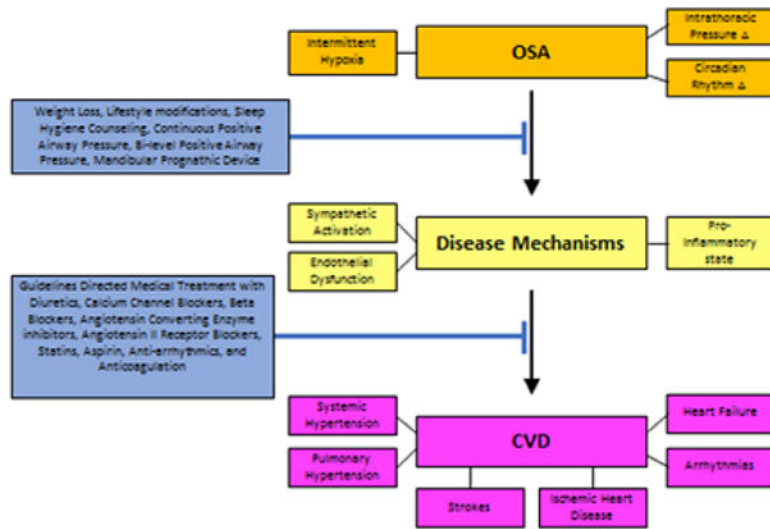 Intermittent
Hypoxia
OSA
Intrathoracic
Pressure Δ
Circadian
Rhythm Δ
Weight Loss, Lifestyle modifications, Sleep
Hygiene Counseling, Continuous Positive
Airway Pressure, Bi-level Positive Airway
Pressure, Mandibular Prognathic Device
Sympathetic
Activation
Endothelial
Dysfunction
Disease Mechanisms
Pro-
Inflammatory
state
Guidelines Directed Medical Treatment with
Diuretics, Calcium Channel Blockers, Beta
Blockers, Angiotensin Converting Enzyme
inhibitors, Angiotensin II Receptor Blockers,
Statins, Aspirin, Anti-arrhythmics, and
Anticoagulation
Systemic
Hypertension
Pulmonary
Hypertension
CVD
Heart Failure
Arrhythmias
Strokes
Ischemic Heart
Disease